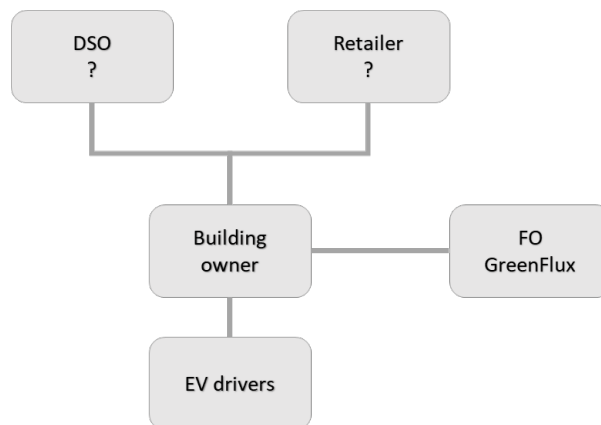 DSO
?
Retailer
?
Building
owner
FO
GreenFlux
EV drivers